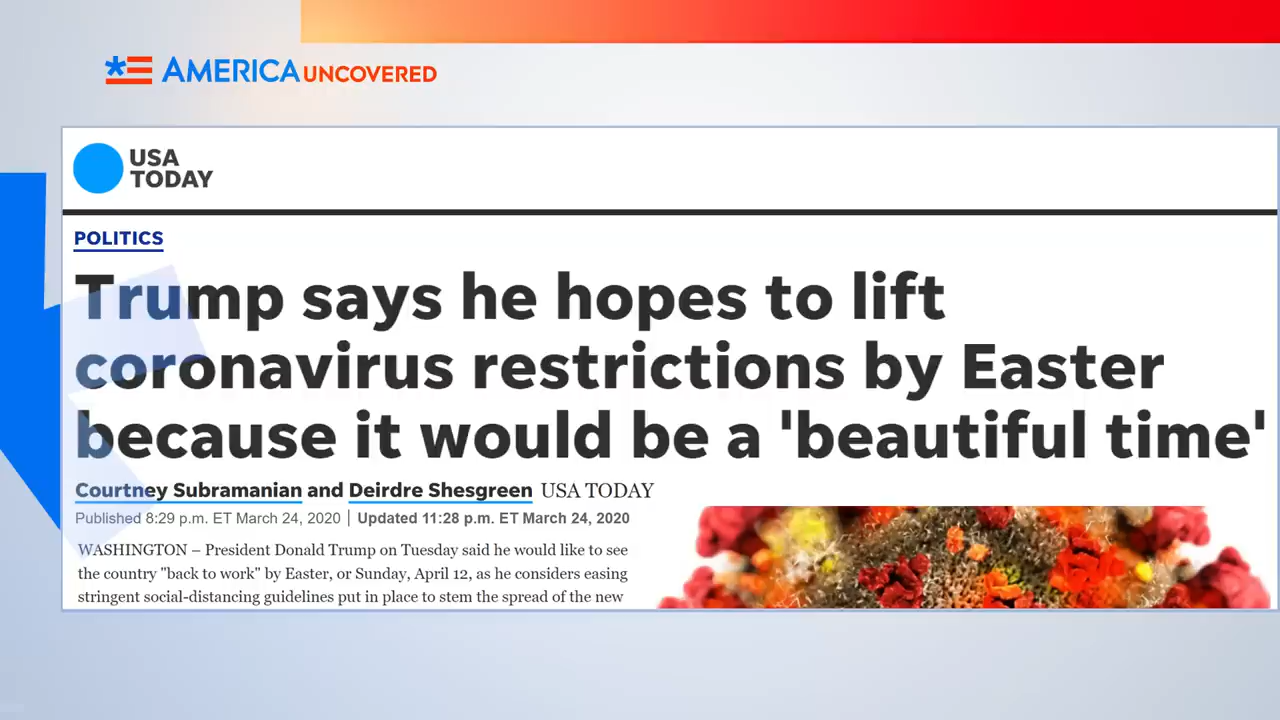 AMERICA UNCOVERED
USA
TODAY
POLITICS
Trump says he hopes to lift
coronavirus restrictions by Easter
because it would be a 'beautiful time'
Courtney Subramanian and Deirdre Shesgreen USA TODAY
Published 8:29 p.m. ET March 24, 2020 | Updated 11:28 p.m. ET March 24, 2020
WASHINGTON – President Donald Trump on Tuesday said he would like to see
the country "back to work" by Easter, or Sunday, April 12, as he considers easing
stringent social-distancing guidelines put in place to stem the spread of the new